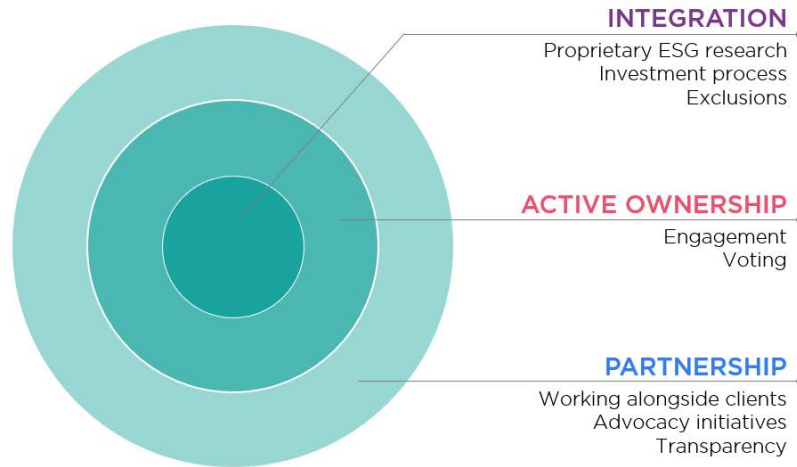 INTEGRATION
Proprietary ESG research
Investment process
Exclusions
ACTIVE OWNERSHIP
Engagement
Voting
PARTNERSHIP
Working alongside clients
Advocacy initiatives
Transparency